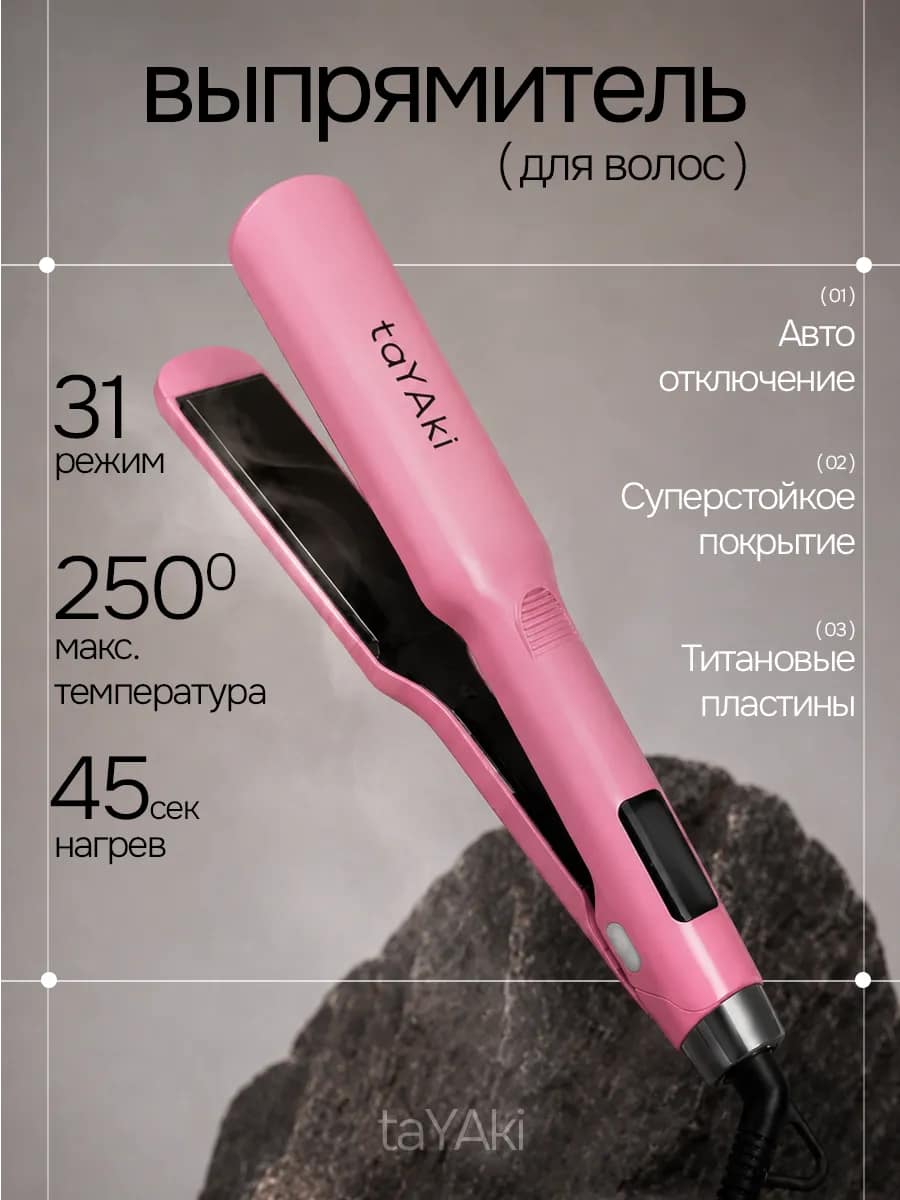 выпрямитель
( для волос )
taYAki
31
режим
250⁰
макс.
температура
45сек
нагрев
(01)
Авто
отключение
(02)
Суперстойкое
покрытие
(03)
Титановые
пластины
taYAki